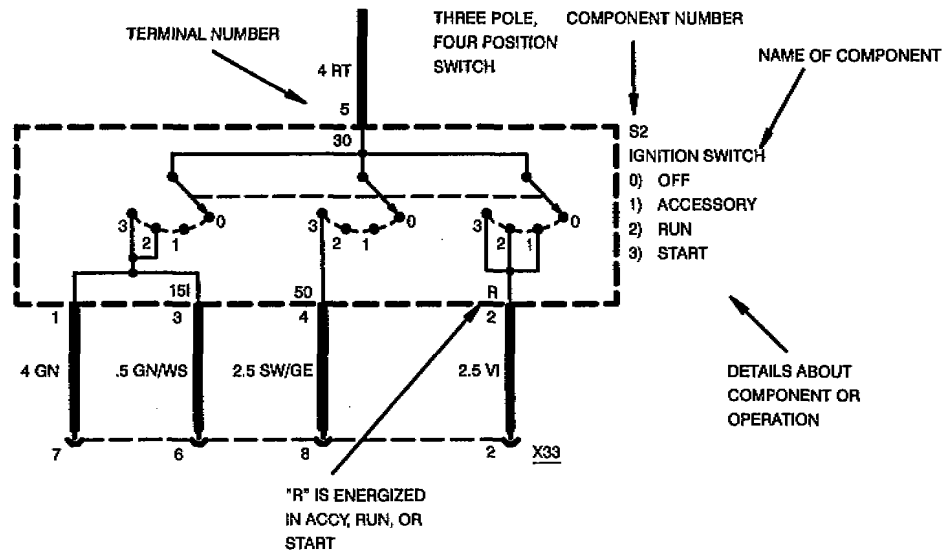 TERMINAL NUMBER
THREE POLE,
FOUR POSITION
SWITCH
COMPONENT NUMBER
NAME OF COMPONENT
4 RT
5
30
S2
IGNITION SWITCH
0) OFF
1) ACCESSORY
2) RUN
3) START
3 2 1 0
3 2 1 0
3 2 1 0
15I 50 R
1 3 4 2
4 GN .5 GN/WS 2.5 SW/GE 2.5 VI
7 6 8 2 X33
DETAILS ABOUT
COMPONENT OR
OPERATION
"R" IS ENERGIZED
IN ACCY, RUN, OR
START